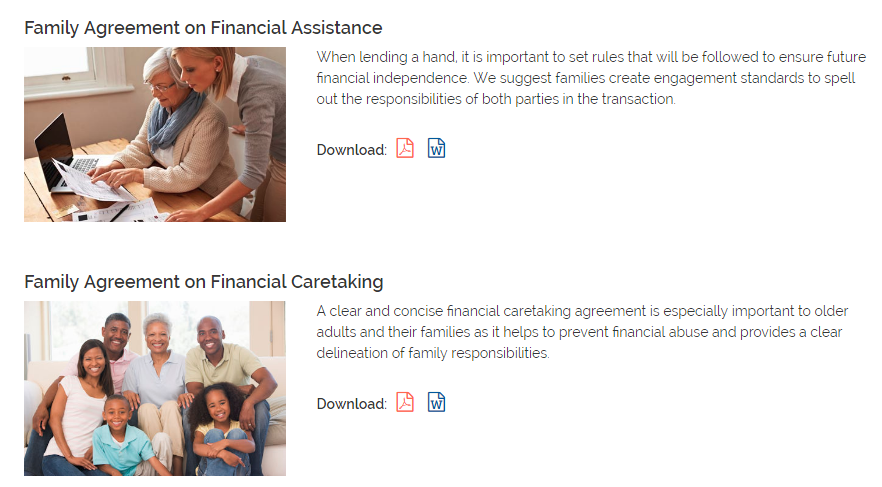 Family Agreement on Financial Assistance
When lending a hand, it is important to set rules that will be followed to ensure future
financial independence. We suggest families create engagement standards to spell
out the responsibilities of both parties in the transaction.
Download:
Family Agreement on Financial Caretaking
A clear and concise financial caretaking agreement is especially important to older
adults and their families as it helps to prevent financial abuse and provides a clear
delineation of family responsibilities.
Download: